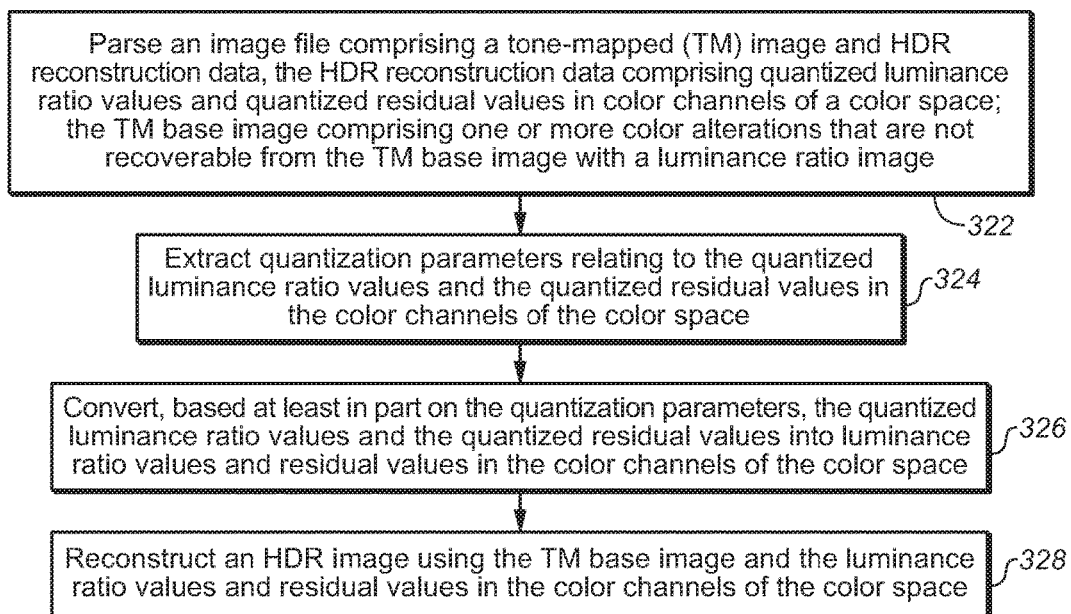 Parse an image file comprising a tone-mapped (TM) image and HDR
reconstruction data, the HDR reconstruction data comprising quantized luminance
ratio values and quantized residual values in color channels of a color space;
the TM base image comprising one or more color alterations that are not
recoverable from the TM base image with a luminance ratio image
322
Extract quantization parameters relating to the quantized
luminance ratio values and the quantized residual values in
the color channels of the color space
324
Convert, based at least in part on the quantization parameters, the quantized
luminance ratio values and the quantized residual values into luminance
ratio values and residual values in the color channels of the color space
326
Reconstruct an HDR image using the TM base image and the luminance
ratio values and residual values in the color channels of the color space
328